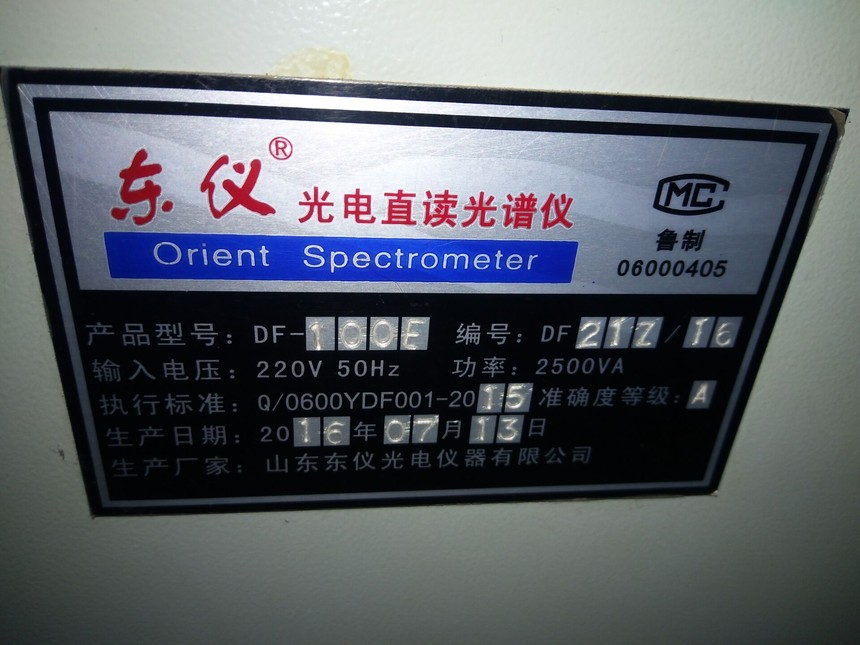 东仪® 光电直读光谱仪
Orient Spectrometer
MC
鲁制
06000405
产品型号: DF-100E 编号: DF 217/16
输入电压: 220V 50Hz 功率: 2500VA
执行标准: Q/0600YDF001-2015 准确度等级: A
生产日期: 2016年07月13日
生产厂家: 山东东仪光电仪器有限公司